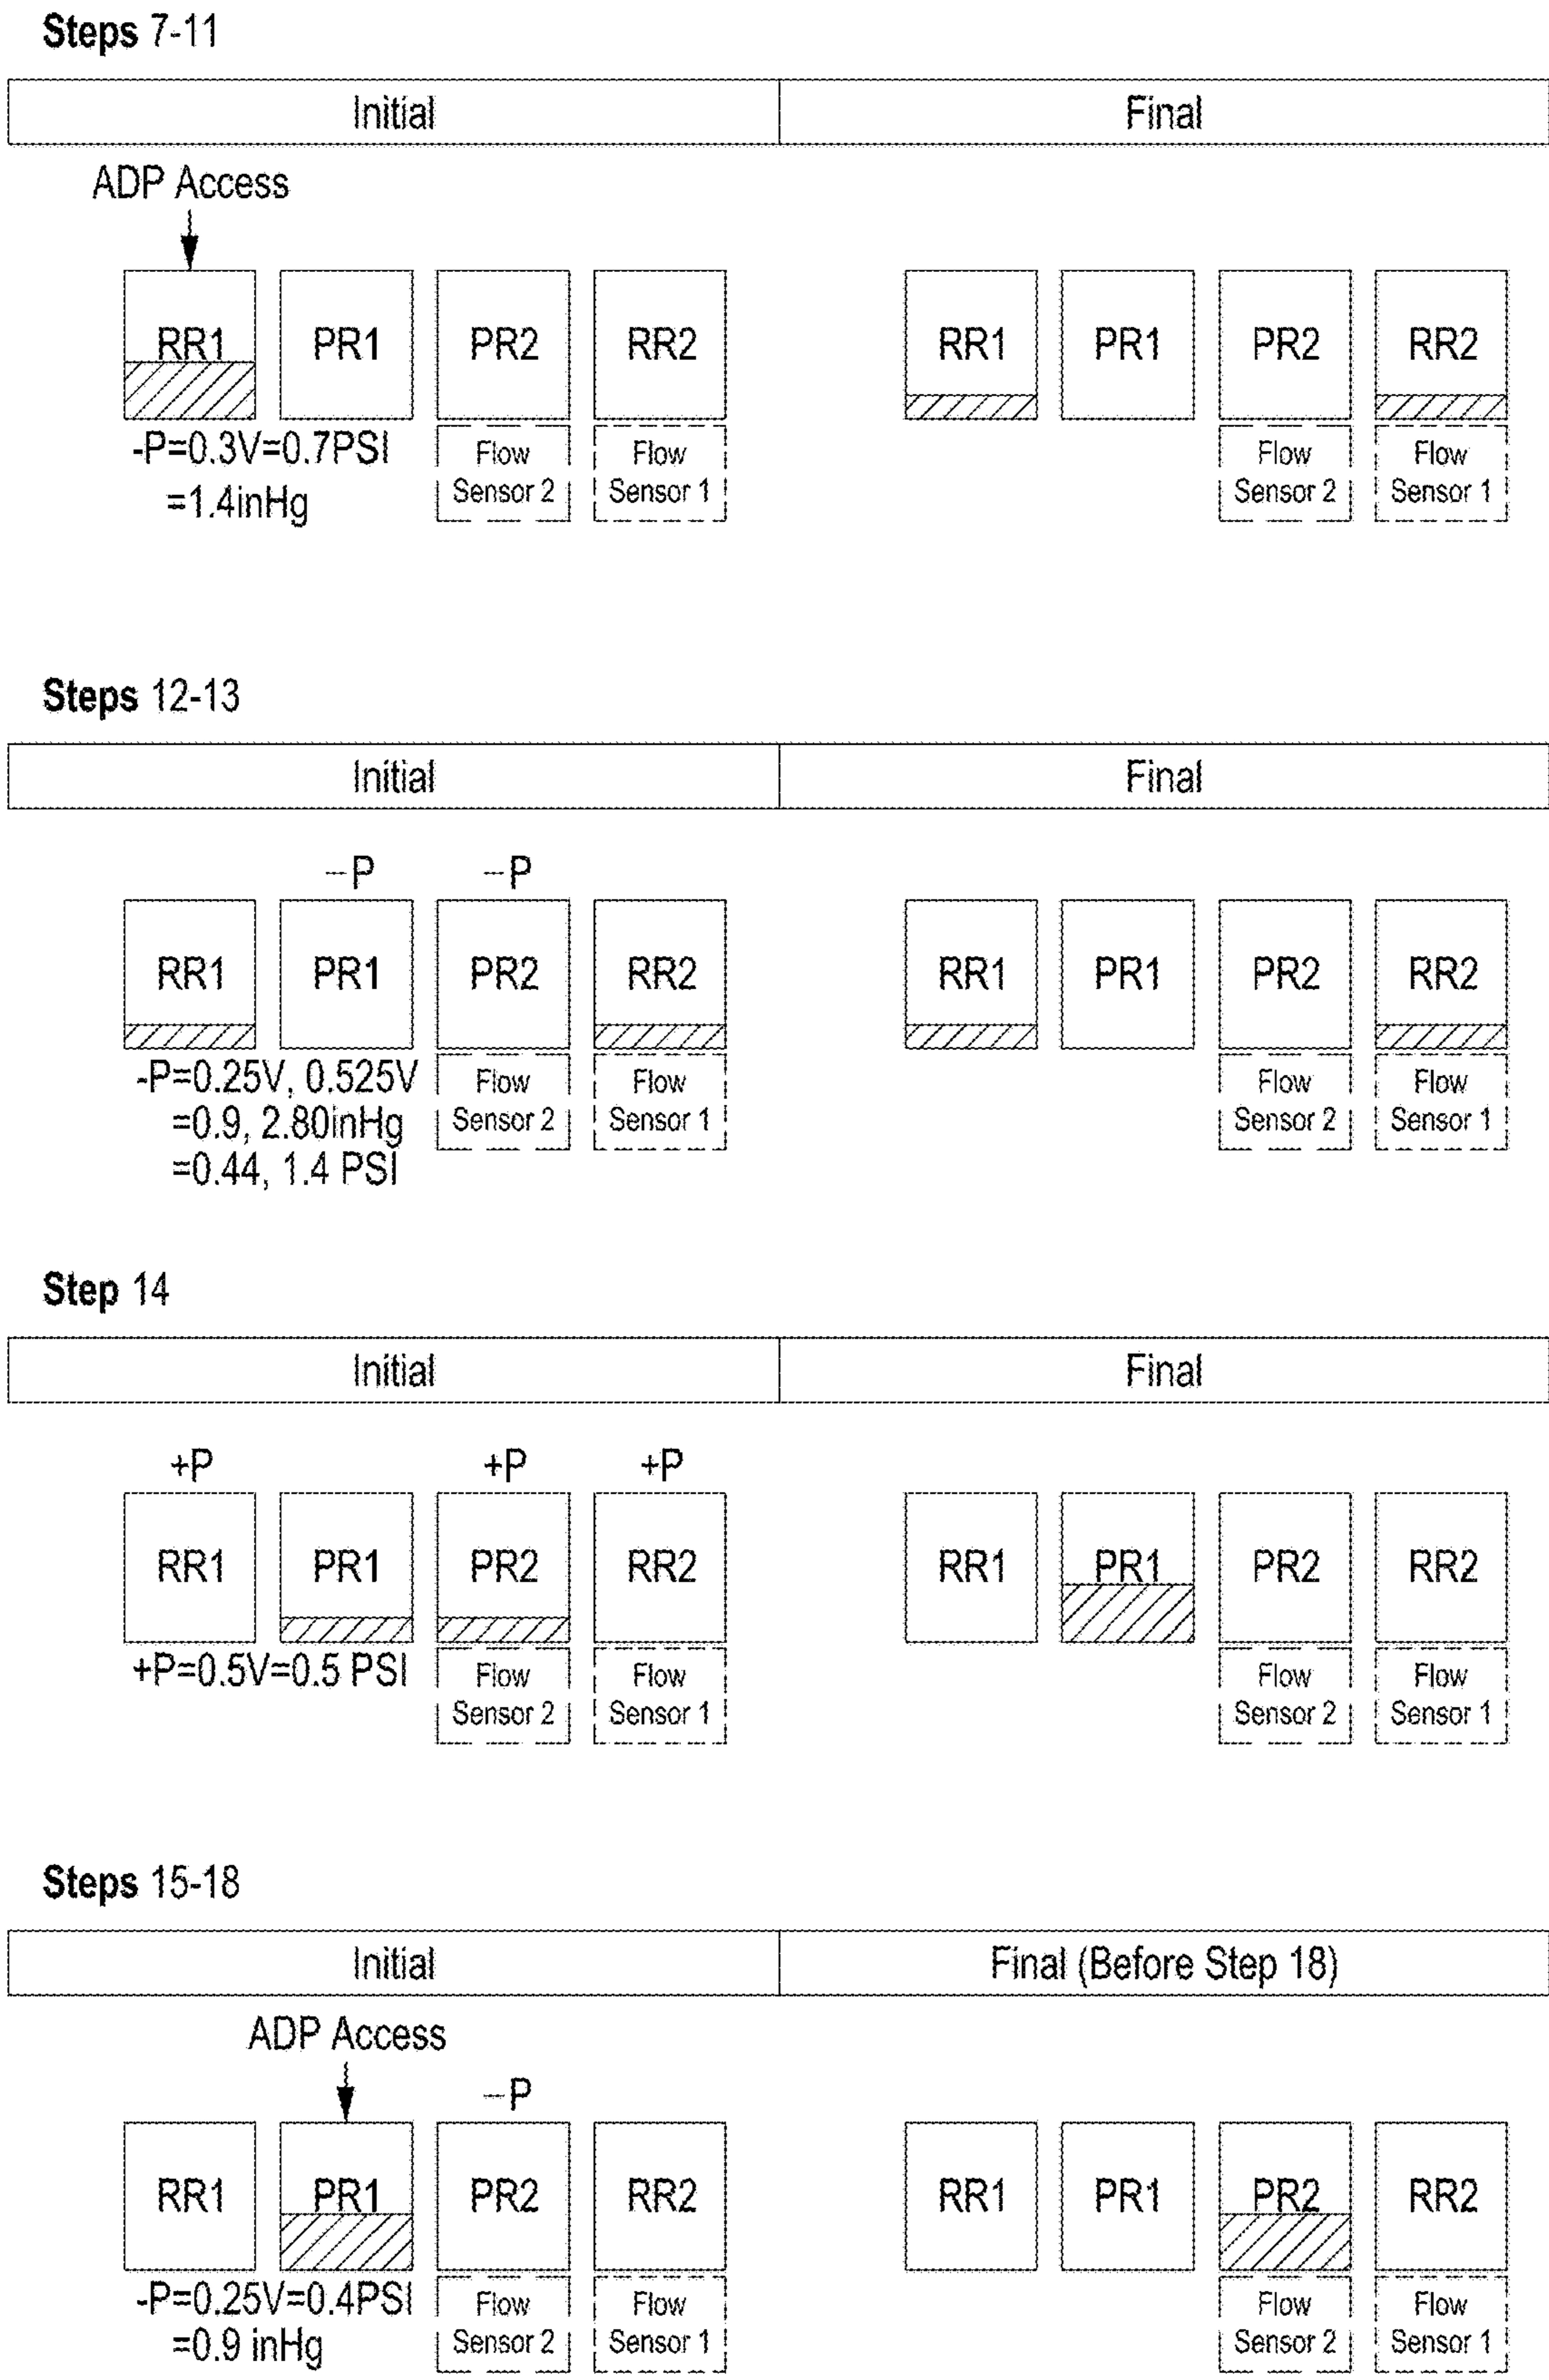 Steps 7-11
Initial Final
ADP Access
RR1 PR1 PR2 RR2 RR1 PR1 PR2 RR2
-P=0.3V=0.7PSI Flow Flow Flow Flow
=1.4inHg Sensor 2 Sensor 1 Sensor 2 Sensor 1
Steps 12-13
Initial Final
–P –P
RR1 PR1 PR2 RR2 RR1 PR1 PR2 RR2
-P=0.25V, 0.525V Flow Flow Flow Flow
=0.9, 2.80inHg Sensor 2 Sensor 1 Sensor 2 Sensor 1
=0.44, 1.4 PSI
Step 14
Initial Final
+P +P +P
RR1 PR1 PR2 RR2 RR1 PR1 PR2 RR2
+P=0.5V=0.5 PSI Flow Flow Flow Flow
Sensor 2 Sensor 1 Sensor 2 Sensor 1
Steps 15-18
Initial Final (Before Step 18)
ADP Access
–P
RR1 PR1 PR2 RR2 RR1 PR1 PR2 RR2
-P=0.25V=0.4PSI Flow Flow Flow Flow
=0.9 inHg Sensor 2 Sensor 1 Sensor 2 Sensor 1